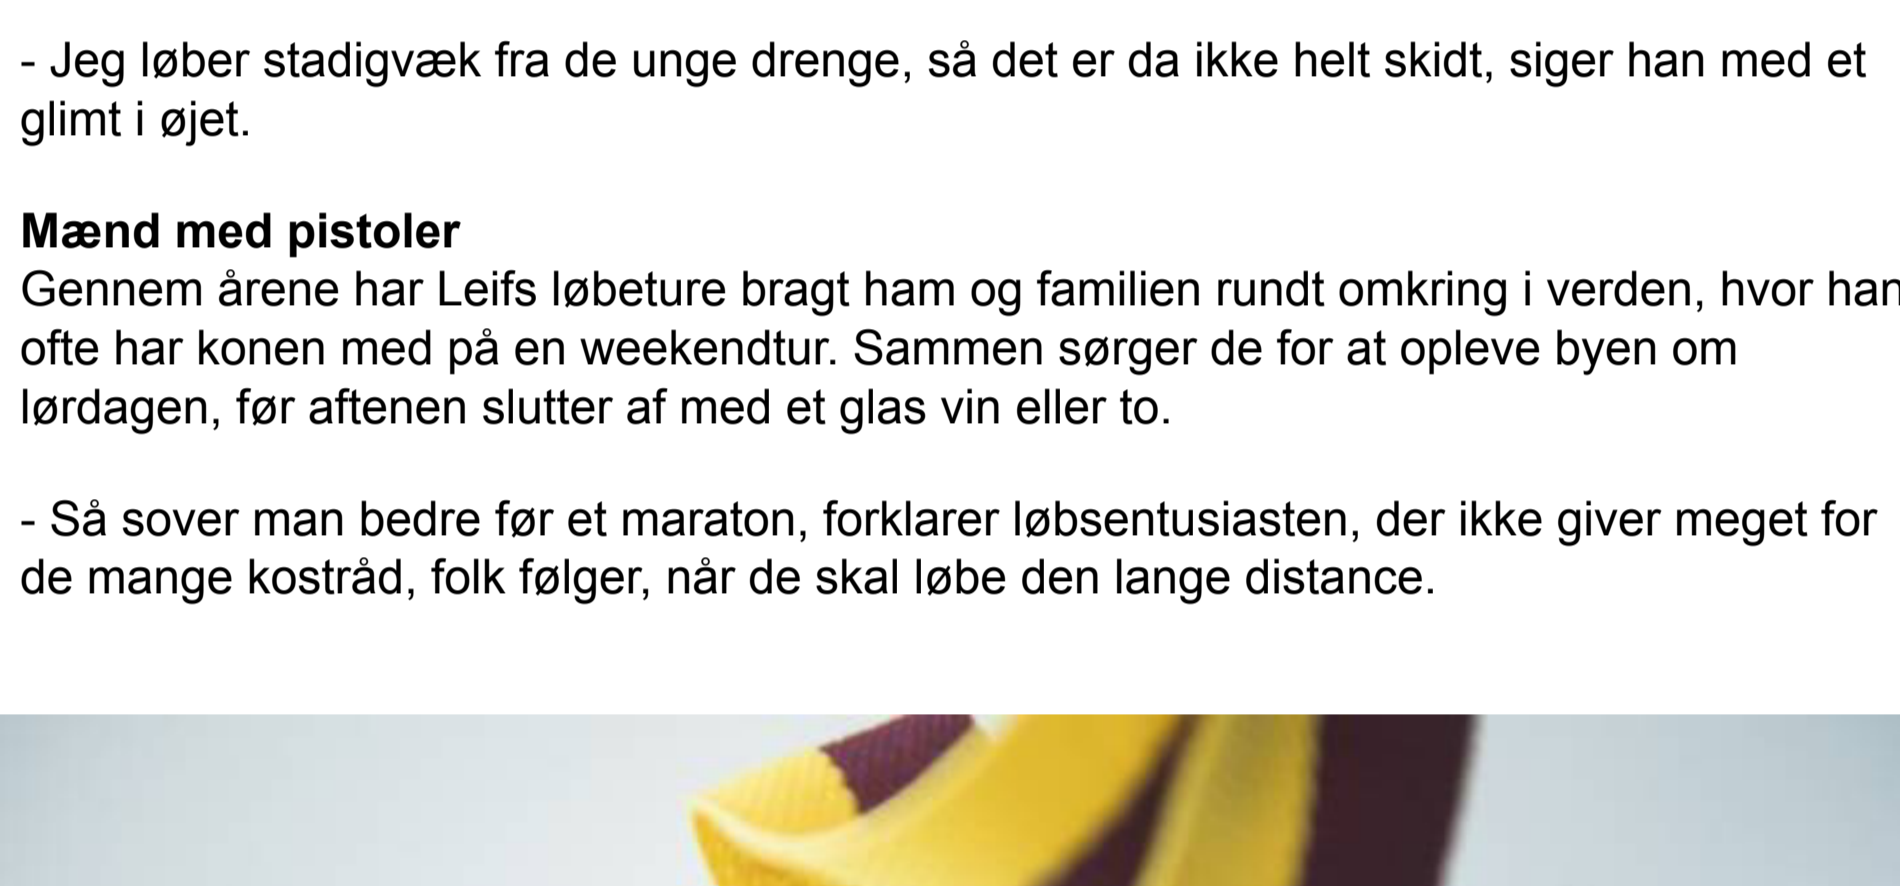 - Jeg løber stadigvæk fra de unge drenge, så det er da ikke helt skidt, siger han med et
glimt i øjet.
Mænd med pistoler
Gennem årene har Leifs løbeture bragt ham og familien rundt omkring i verden, hvor han
ofte har konen med på en weekendtur. Sammen sørger de for at opleve byen om
lørdagen, før aftenen slutter af med et glas vin eller to.
- Så sover man bedre før et maraton, forklarer løbsentusiasten, der ikke giver meget for
de mange kostråd, folk følger, når de skal løbe den lange distance.